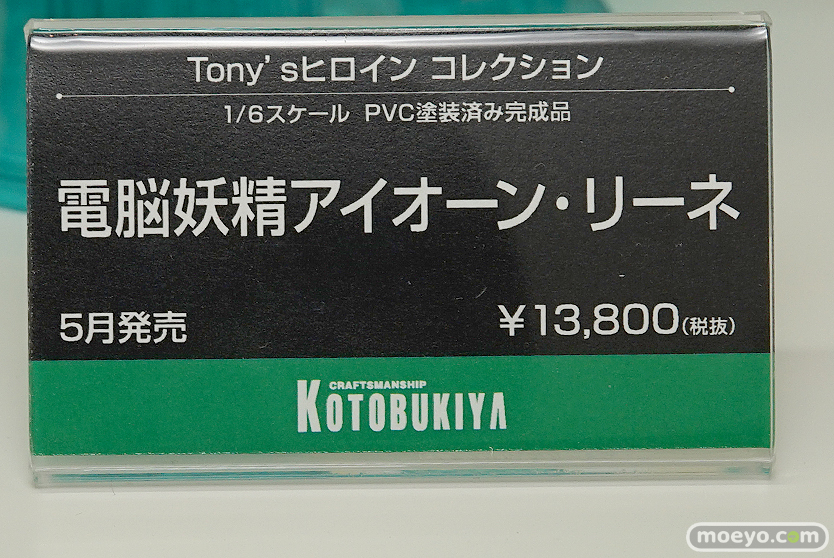 Tony'sヒロイン コレクション
1/6スケール PVC塗装済み完成品
電脳妖精アイオーン・リーネ
5月発売 ￥13,800(税抜)
CRAFTSMANSHIP
KOTOBUKIYA
moeyo.com